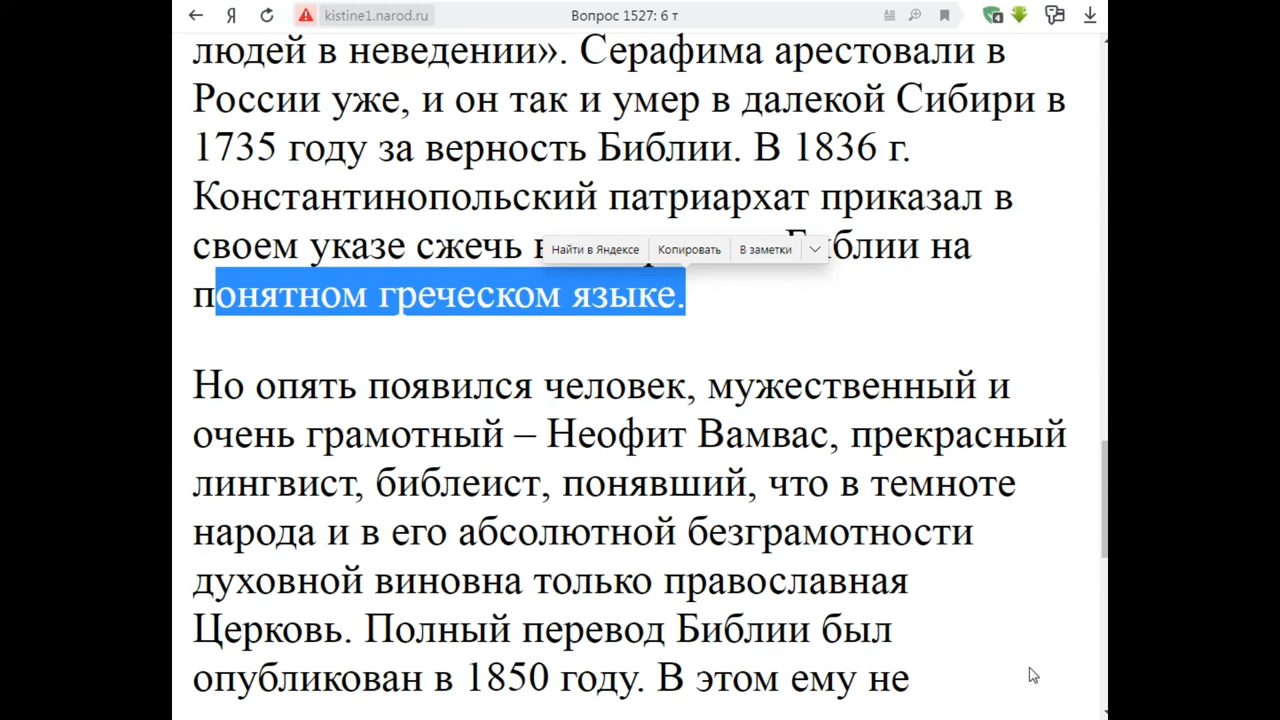 Я
kistine1.narod.ru
Вопрос 1527: 6 т
4
людей в неведении». Серафима арестовали в
России уже, и он так и умер в далекой Сибири в
1735 году за верность Библии. В 1836 г.
Константинопольский патриархат приказал в
своем указе сжечь блии на
Найти в Яндексе
Копировать
В заметки
понятном греческом языке.
Но опять появился человек, мужественный и
очень грамотный – Неофит Вамвас, прекрасный
лингвист, библеист, понявший, что в темноте
народа и в его абсолютной безграмотности
духовной виновна только православная
Церковь. Полный перевод Библии был
опубликован в 1850 году. В этом ему не